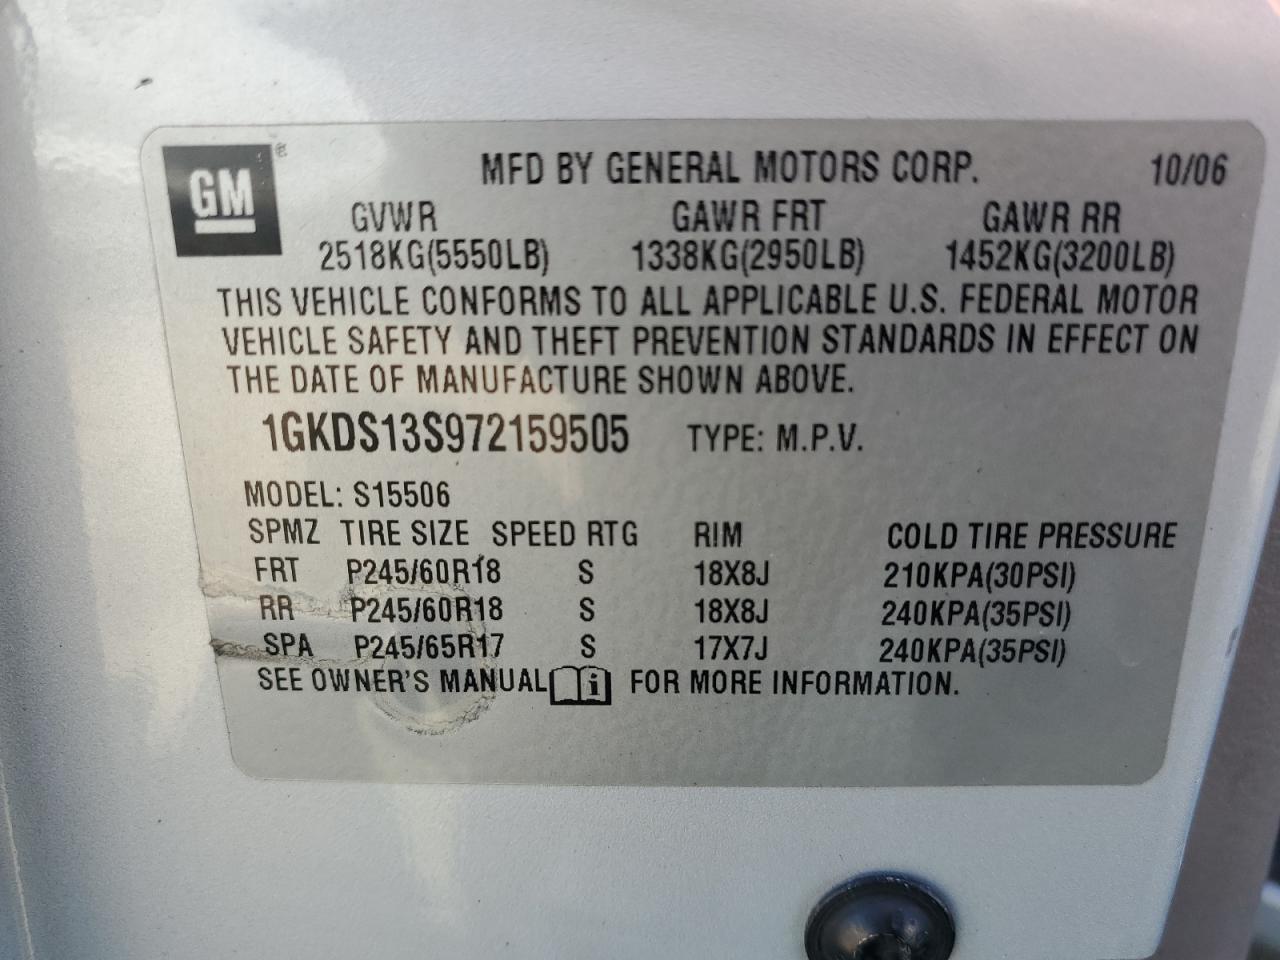 GM®
MFD BY GENERAL MOTORS CORP. 10/06
GVWR GAWR FRT GAWR RR
2518KG(5550LB) 1338KG(2950LB) 1452KG(3200LB)
THIS VEHICLE CONFORMS TO ALL APPLICABLE U.S. FEDERAL MOTOR
VEHICLE SAFETY AND THEFT PREVENTION STANDARDS IN EFFECT ON
THE DATE OF MANUFACTURE SHOWN ABOVE.
1GKDS13S972159505 TYPE: M.P.V.
MODEL: S15506
SPMZ TIRE SIZE SPEED RTG RIM COLD TIRE PRESSURE
FRT P245/60R18 S 18X8J 210KPA(30PSI)
RR P245/60R18 S 18X8J 240KPA(35PSI)
SPA P245/65R17 S 17X7J 240KPA(35PSI)
SEE OWNER'S MANUAL i FOR MORE INFORMATION.